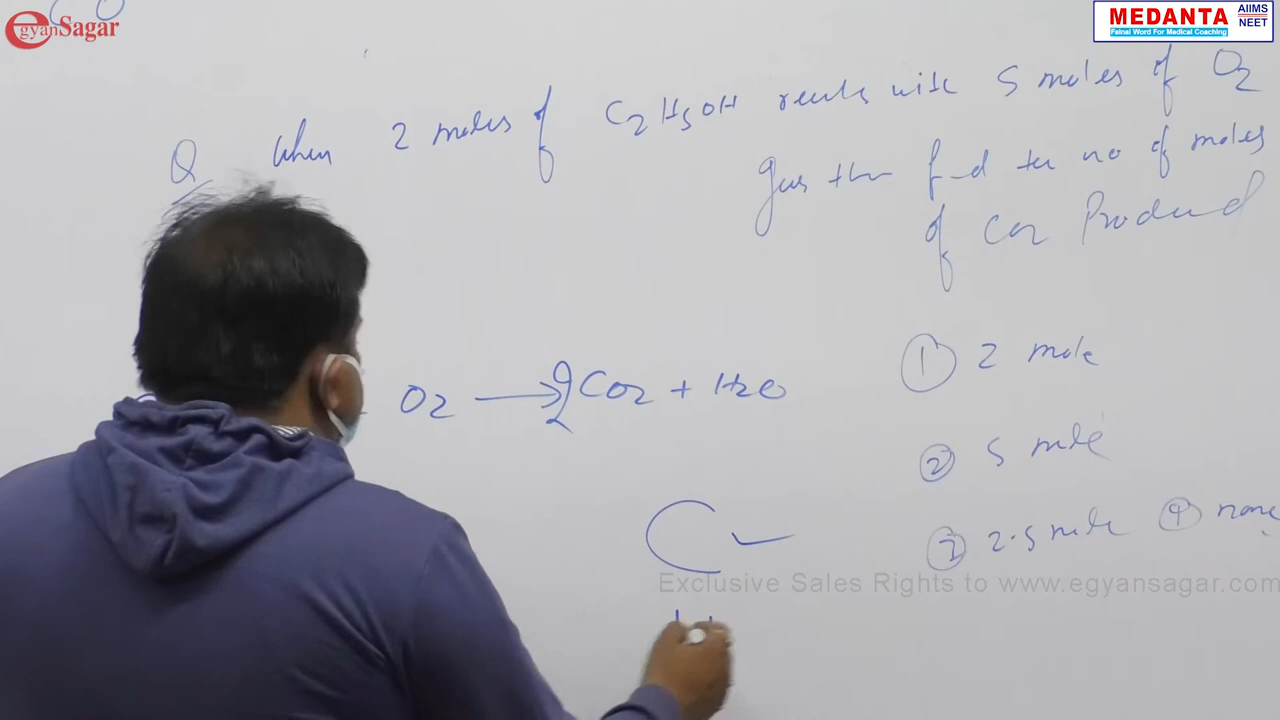 egyanSagar
MEDANTA AIIMS NEET
Fainal Word For Medical Coaching
Q When 2 moles of C2H5OH reacts with 5 moles of O2
gas then find the no of moles
of CO2 Produced
① 2 mole
O2 → 2CO2 + H2O
② 5 mole
C
③ 2.5 mole ④ none
Exclusive Sales Rights to www.egyansagar.com
H